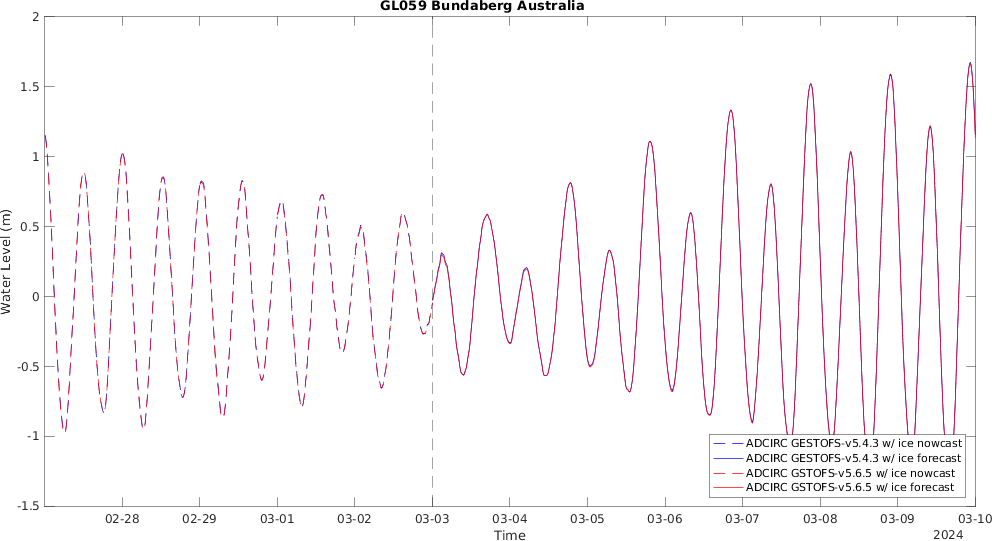 GL059 Bundaberg Australia
Water Level (m)
2
1.5
1
0.5
0
-0.5
-1
-1.5
ADCIRC GESTOFS-v5.4.3 w/ ice nowcast
ADCIRC GESTOFS-v5.4.3 w/ ice forecast
ADCIRC GSTOFS-v5.6.5 w/ ice nowcast
ADCIRC GSTOFS-v5.6.5 w/ ice forecast
02-28 02-29 03-01 03-02 03-03 03-04 03-05 03-06 03-07 03-08 03-09 03-10
Time
2024